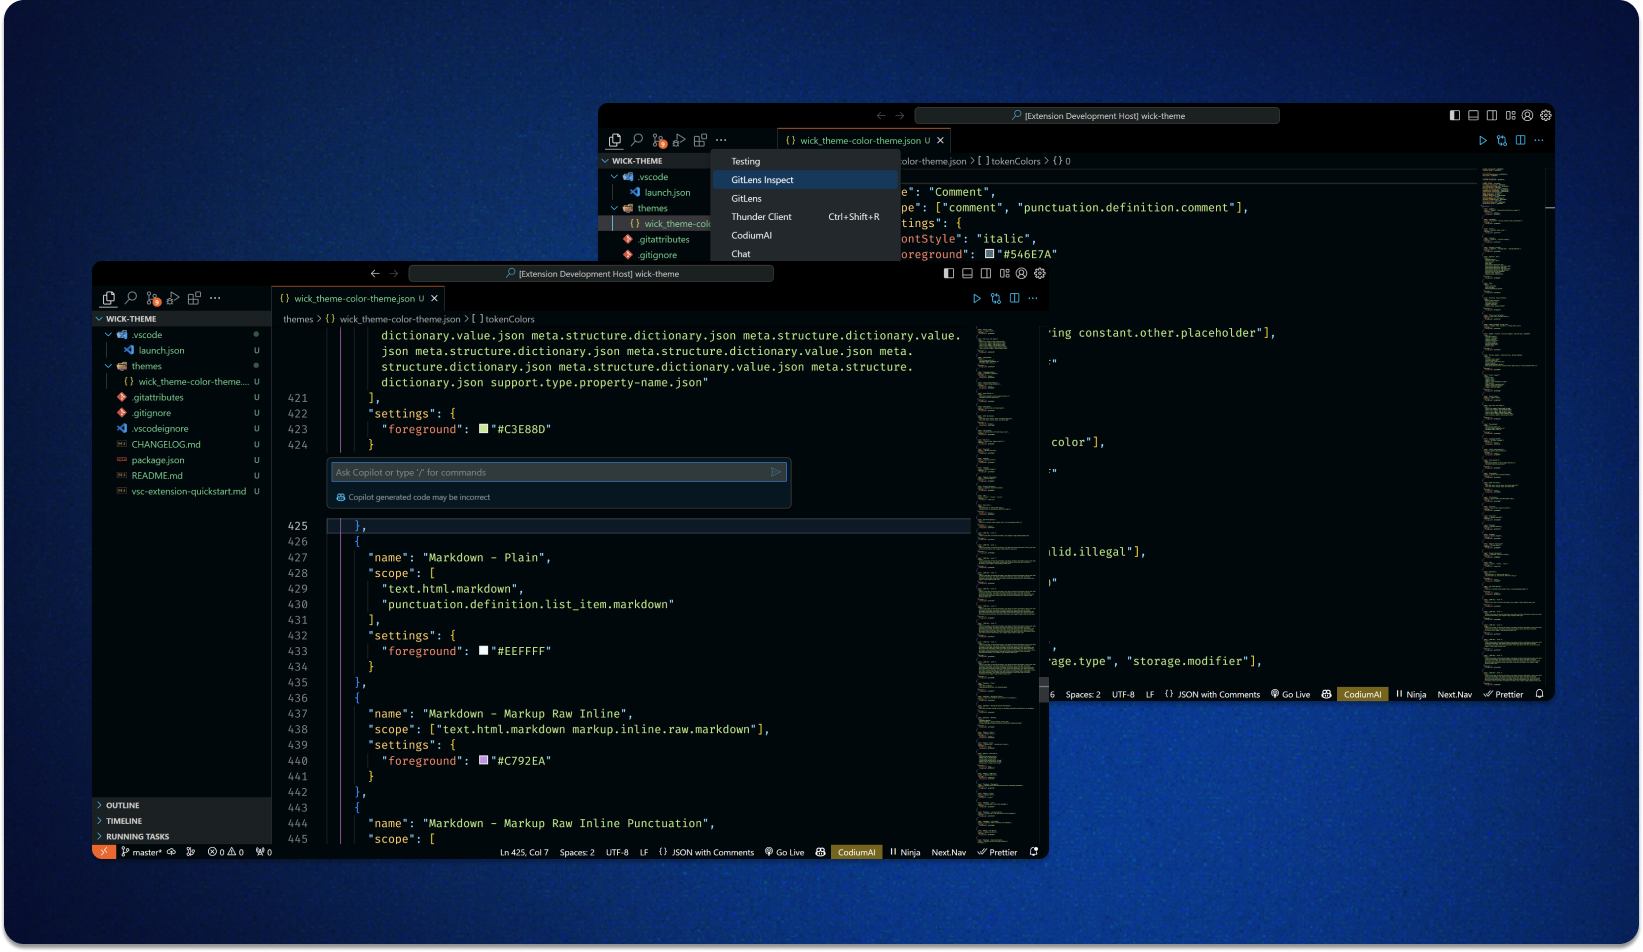 [Extension Development Host] wick-theme
wick_theme-color-theme.json U
WICK-THEME
.vscode
launch.json
themes
wick_theme-colo
.gitattributes
.gitignore
Testing
GitLens Inspect
GitLens
Thunder Client Ctrl+Shift+R
CodiumAI
Chat
olor-theme.json > [ ] tokenColors > {} 0
e": "Comment",
pe": ["comment", "punctuation.definition.comment"],
tings": {
ontStyle": "italic",
oreground": "#546E7A"
ing constant.other.placeholder"],
color"],
lid.illegal"],
rage.type", "storage.modifier"],
6 Spaces: 2 UTF-8 LF {} JSON with Comments Go Live CodiumAI Ninja Next.Nav Prettier
[Extension Development Host] wick-theme
wick_theme-color-theme.json U
themes > {} wick_theme-color-theme.json > [ ] tokenColors
WICK-THEME
.vscode
launch.json U
themes
wick_theme-color-theme.... U
.gitattributes U
.gitignore U
.vscodeignore U
CHANGELOG.md U
package.json U
README.md U
vsc-extension-quickstart.md U
OUTLINE
TIMELINE
RUNNING TASKS
dictionary.value.json meta.structure.dictionary.json meta.structure.dictionary.value.
json meta.structure.dictionary.json meta.structure.dictionary.value.json meta.
structure.dictionary.json meta.structure.dictionary.value.json meta.structure.
dictionary.json support.type.property-name.json"
421 ],
422 "settings": {
423 "foreground": "#C3E88D"
424 }
Ask Copilot or type '/' for commands
Copilot generated code may be incorrect
425 },
426 {
427 "name": "Markdown - Plain",
428 "scope": [
429 "text.html.markdown",
430 "punctuation.definition.list_item.markdown"
431 ],
432 "settings": {
433 "foreground": "#EEFFFF"
434 }
435 },
436 {
437 "name": "Markdown - Markup Raw Inline",
438 "scope": ["text.html.markdown markup.inline.raw.markdown"],
439 "settings": {
440 "foreground": "#C792EA"
441 }
442 },
443 {
444 "name": "Markdown - Markup Raw Inline Punctuation",
445 "scope": [
master* 0 0 0 Ln 425, Col 7 Spaces: 2 UTF-8 LF {} JSON with Comments Go Live CodiumAI Ninja Next.Nav Prettier